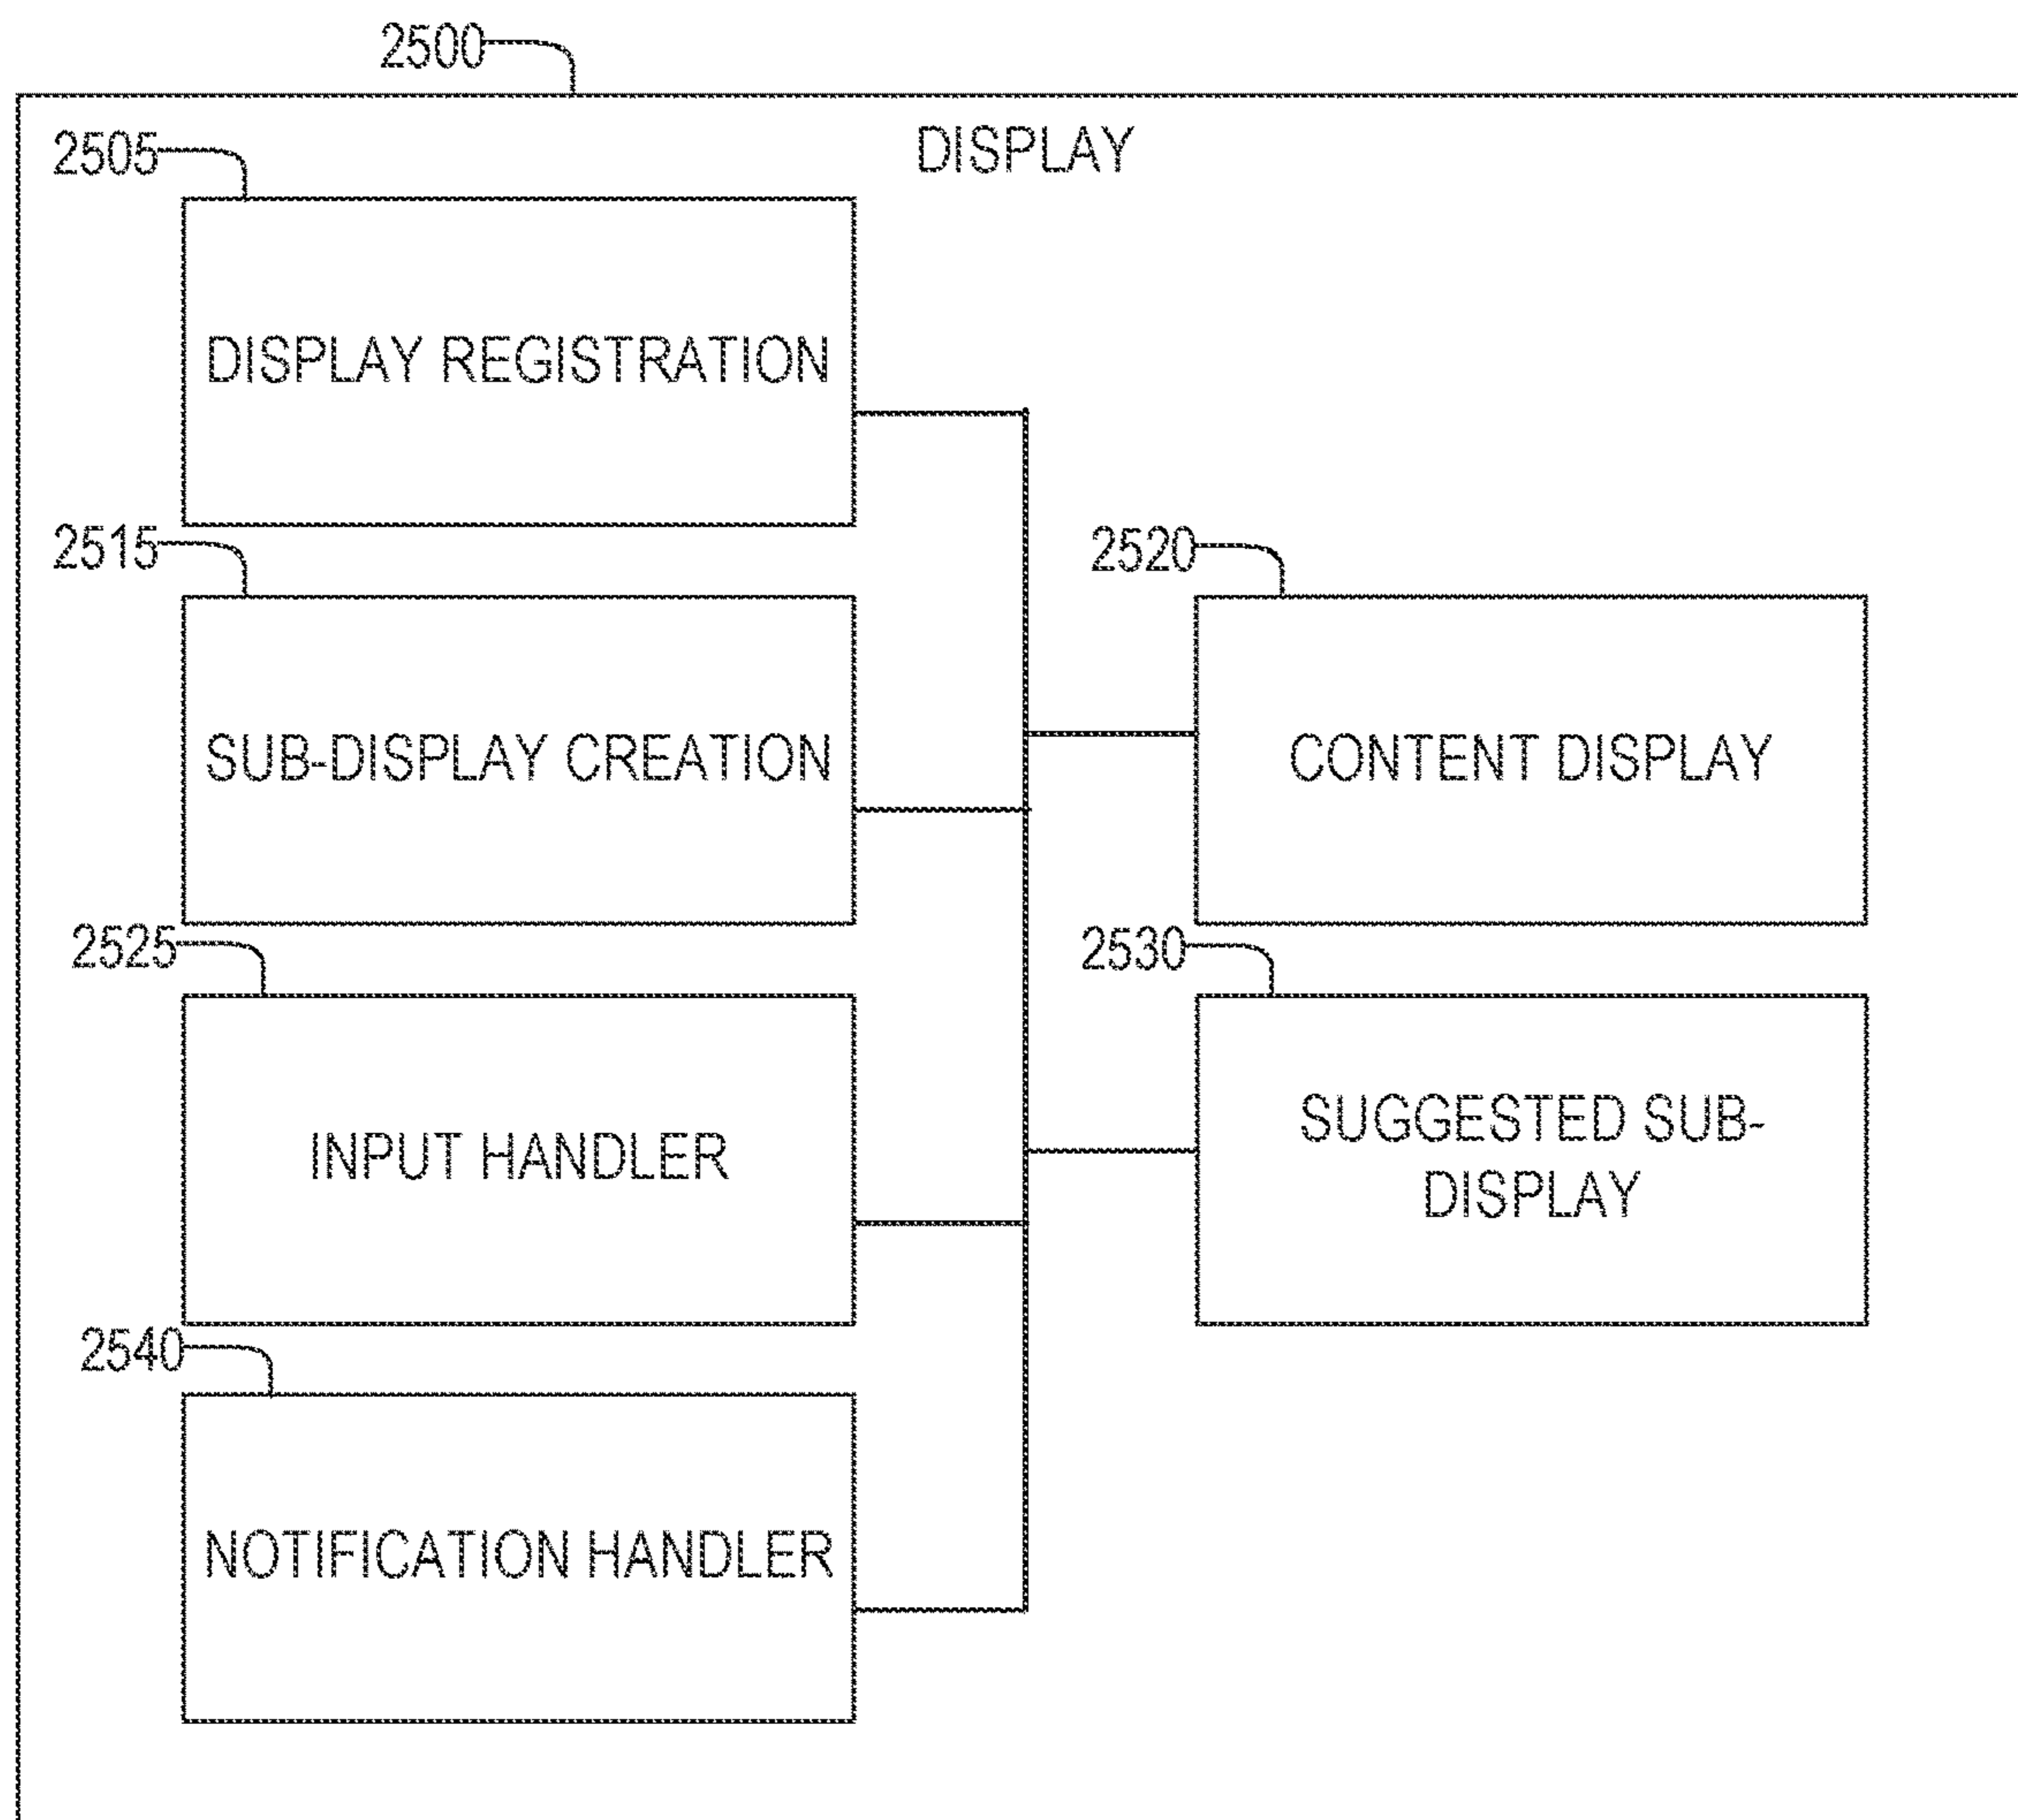 2500
DISPLAY
2505
DISPLAY REGISTRATION
2515
SUB-DISPLAY CREATION
2520
CONTENT DISPLAY
2525
INPUT HANDLER
2530
SUGGESTED SUB-
DISPLAY
2540
NOTIFICATION HANDLER